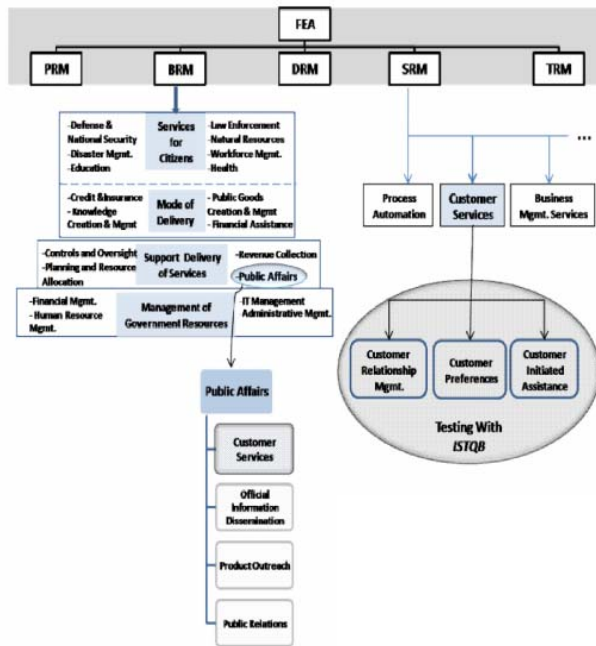 FEA
PRM
BRM
DRM
SRM
TRM
-Defense &
National Security
-Disaster Mgmt.
-Education
Services
for
Citizens
-Law Enforcement
-Natural Resources
-Workforce Mgmt.
-Health
-Credit &Insurance
- Knowledge
Creation & Mgmt
Mode of
Delivery
- Public Goods
Creation & Mgmt
- Financial Assistance
-Controls and Oversight
-Planning and Resource
Allocation
Support Delivery
of Services
-Revenue Collection
-Public Affairs
-Financial Mgmt.
- Human Resource
Mgmt.
Management of
Government Resources
-IT Management
Administrative Mgmt.
...
Process
Automation
Customer
Services
Business
Mgmt. Services
Customer
Relationship
Mgmt.
Customer
Preferences
Customer
Initiated
Assistance
Testing With
ISTQB
Public Affairs
Customer
Services
Official
Information
Dissemination
Product Outreach
Public Relations